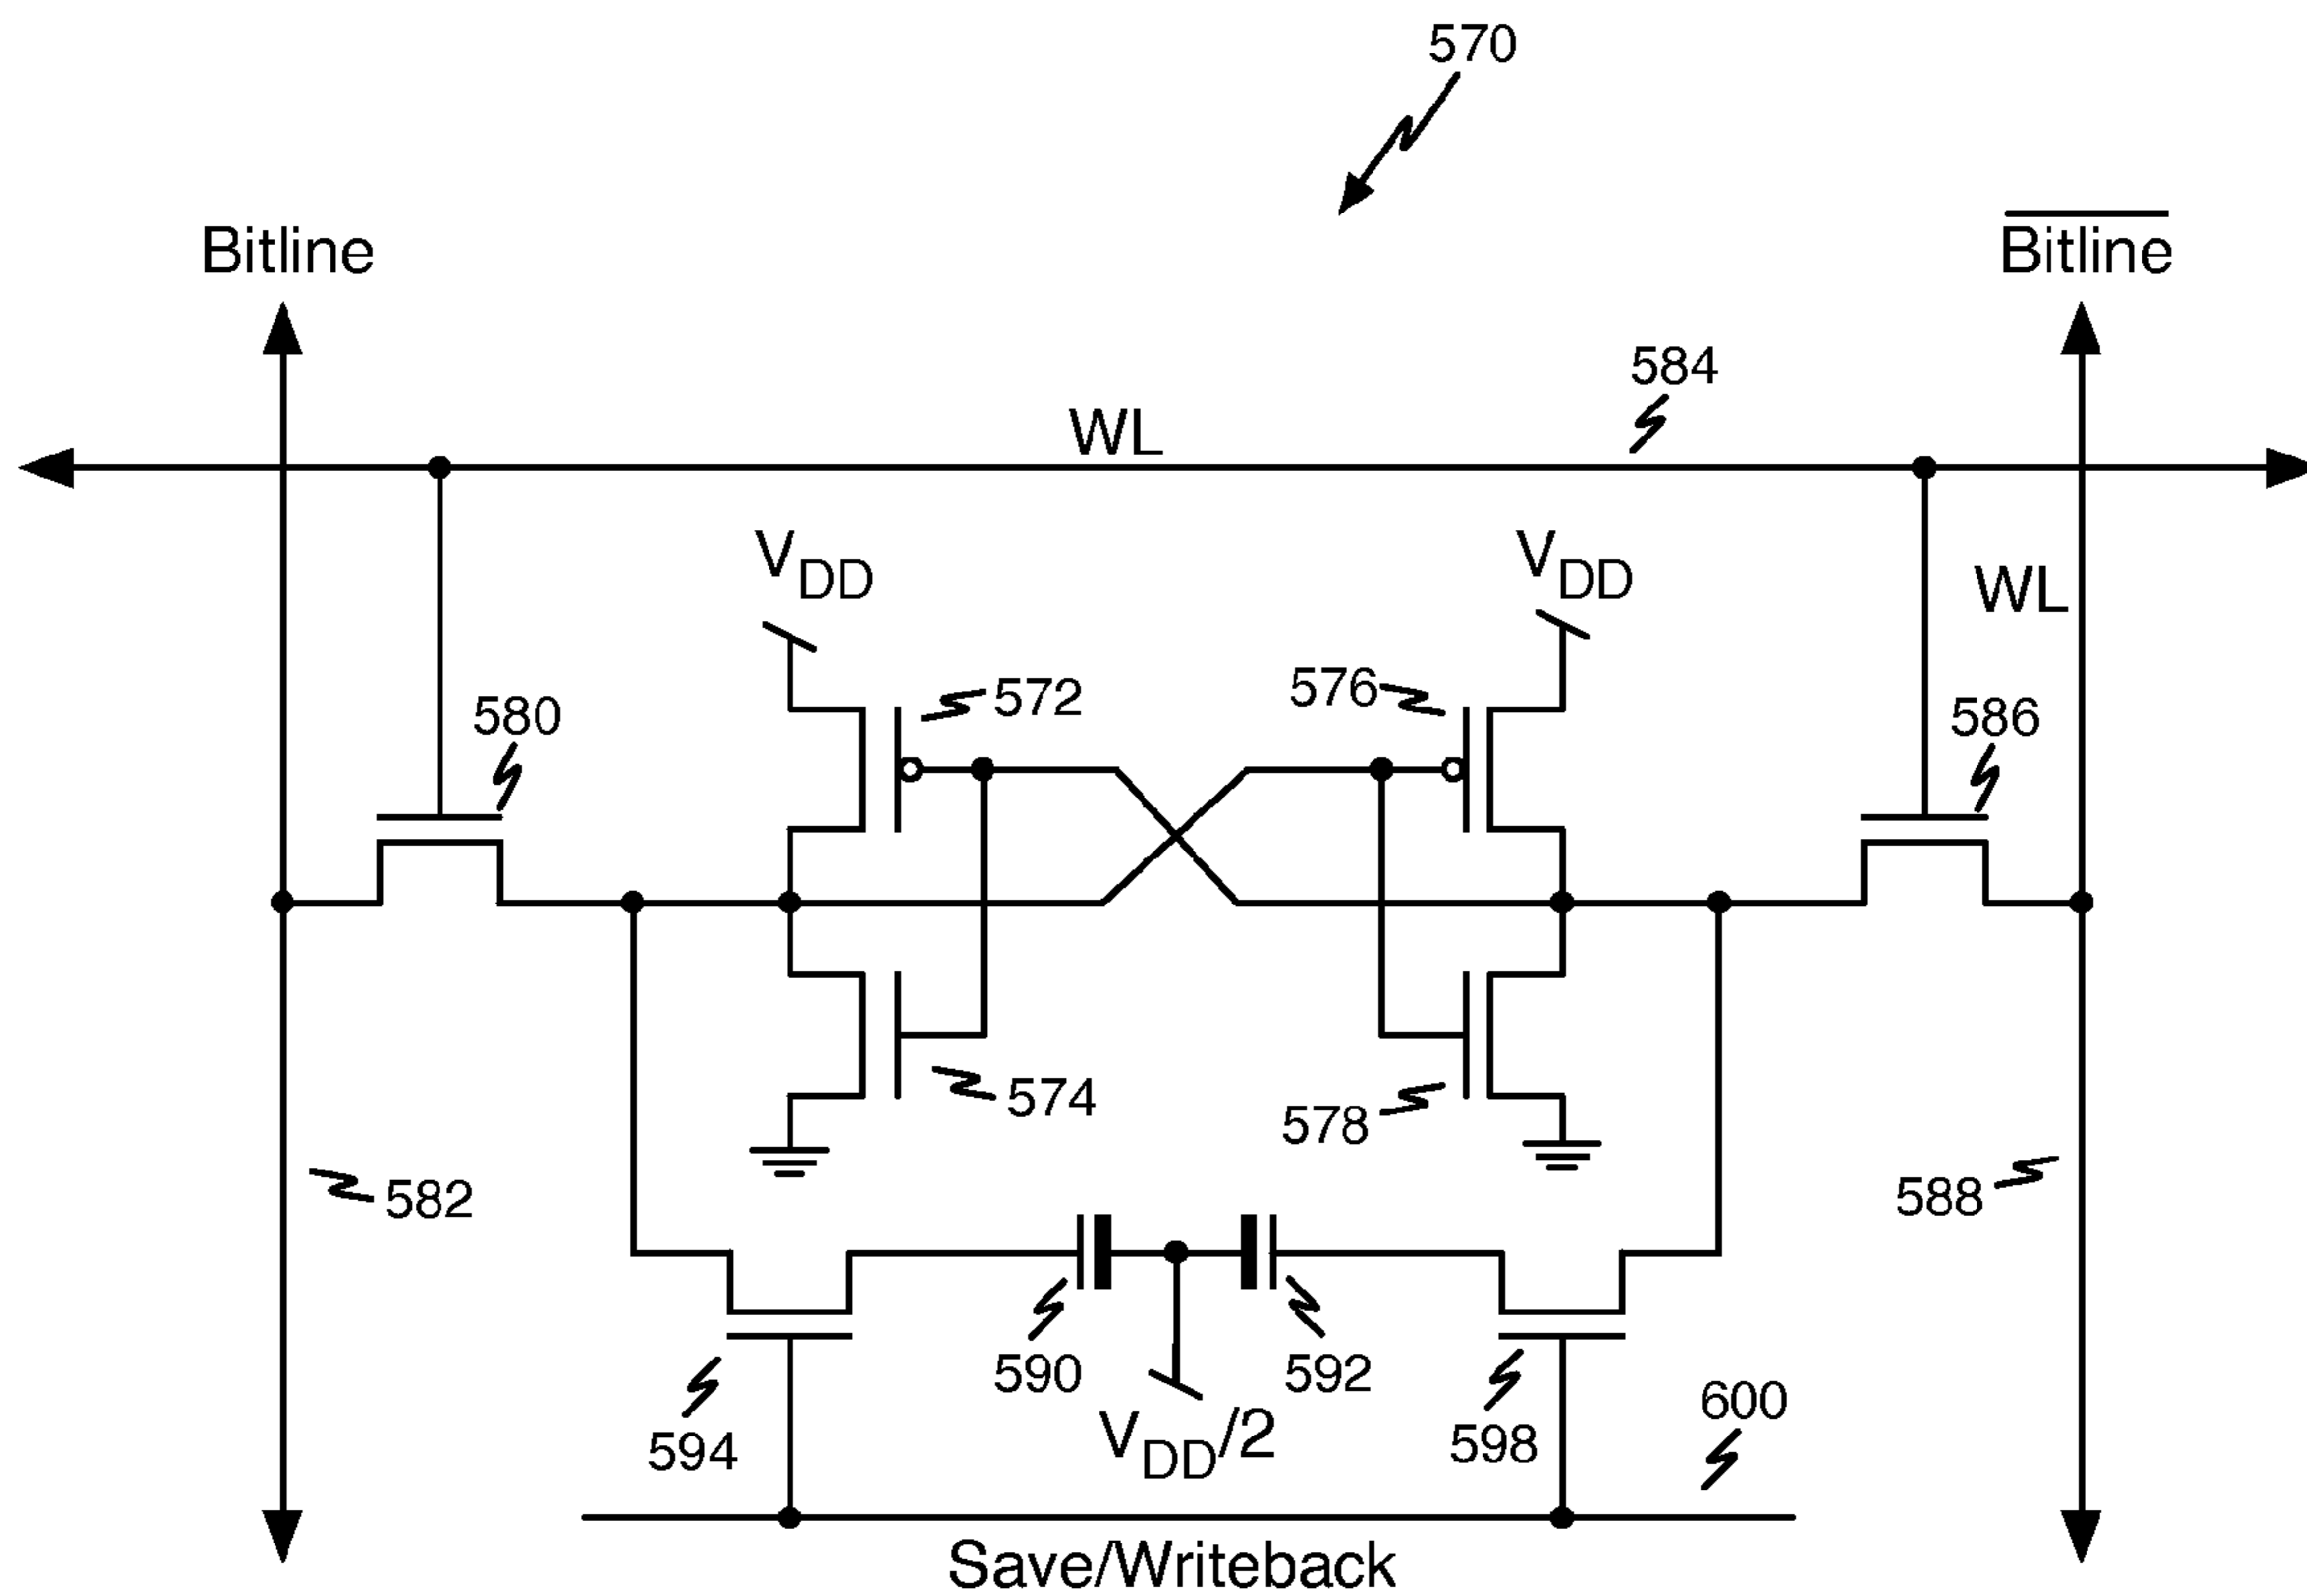 570
Bitline
B̅i̅t̅l̅i̅n̅e̅
584
WL
VDD
VDD
WL
572
576
580
586
574
578
582
588
590
592
594
VDD/2
598
600
Save/Writeback